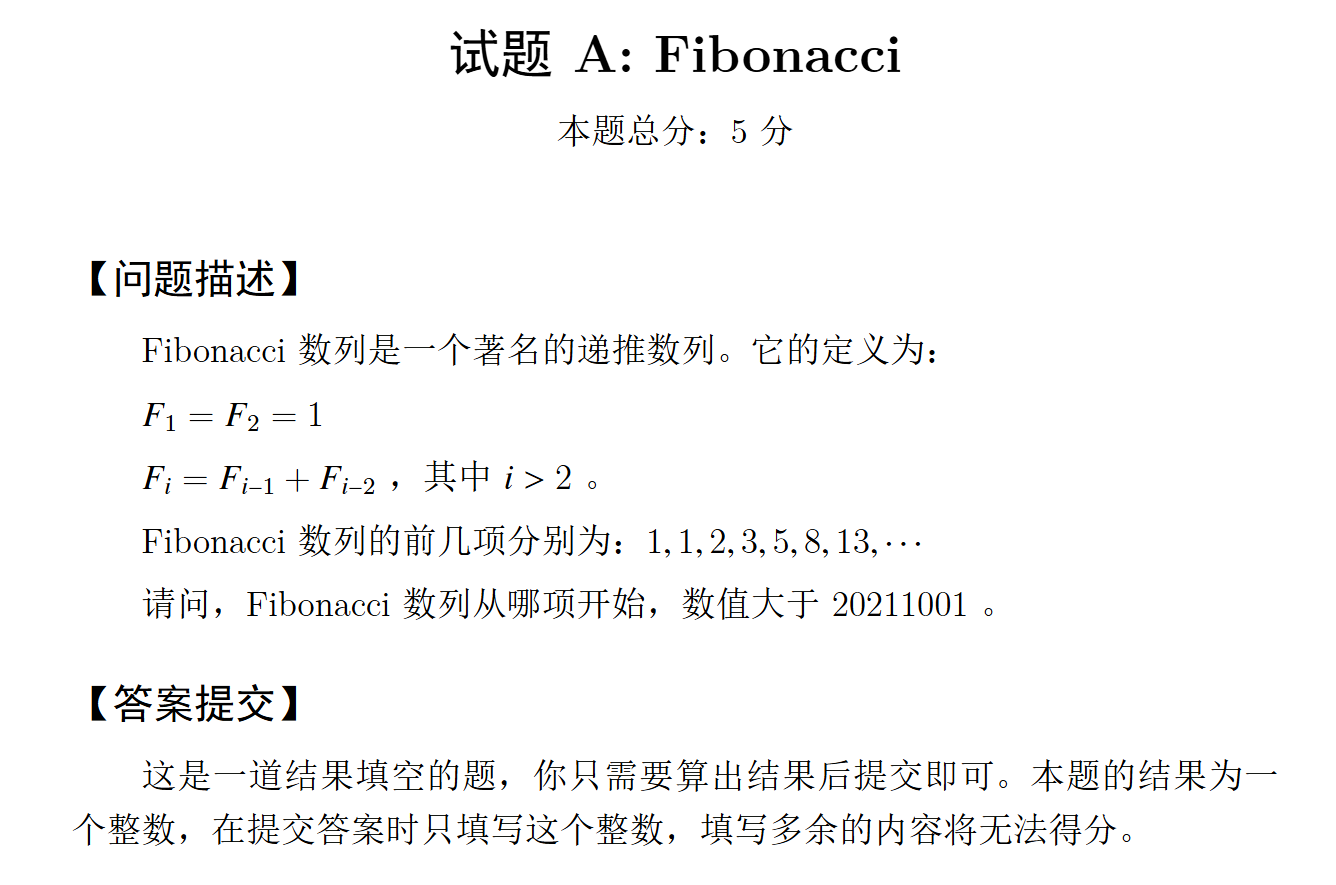 试题 A: Fibonacci
本题总分：5 分
【问题描述】
Fibonacci 数列是一个著名的递推数列。它的定义为：
F₁ = F₂ = 1
Fᵢ = Fᵢ₋₁ + Fᵢ₋₂ ，其中 i > 2 。
Fibonacci 数列的前几项分别为：1, 1, 2, 3, 5, 8, 13, ···
请问，Fibonacci 数列从哪项开始，数值大于 20211001 。
【答案提交】
这是一道结果填空的题，你只需要算出结果后提交即可。本题的结果为一
个整数，在提交答案时只填写这个整数，填写多余的内容将无法得分。